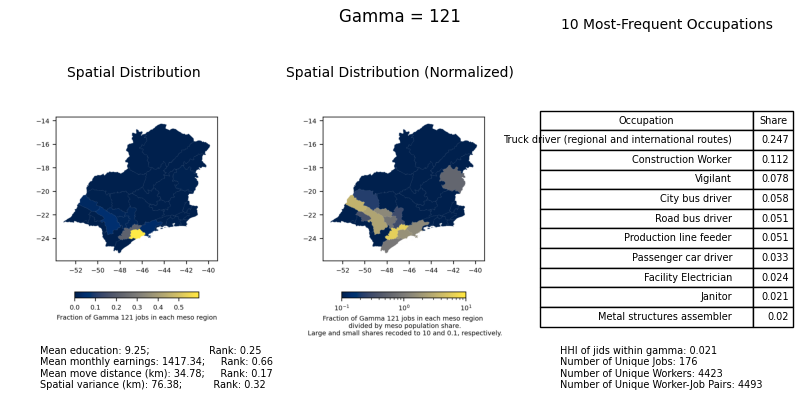 Gamma = 121
10 Most-Frequent Occupations
Spatial Distribution
Spatial Distribution (Normalized)
−14
−16
−18
−20
−22
−24
−52 −50 −48 −46 −44 −42 −40
0.0 0.1 0.2 0.3 0.4 0.5
Fraction of Gamma 121 jobs in each meso region
−14
−16
−18
−20
−22
−24
−52 −50 −48 −46 −44 −42 −40
10⁻¹ 10⁰ 10¹
Fraction of Gamma 121 jobs in each meso region
divided by meso population share.
Large and small shares recoded to 10 and 0.1, respectively.
Occupation Share
Truck driver (regional and international routes) 0.247
Construction Worker 0.112
Vigilant 0.078
City bus driver 0.058
Road bus driver 0.051
Production line feeder 0.051
Passenger car driver 0.033
Facility Electrician 0.024
Janitor 0.021
Metal structures assembler 0.02
Mean education: 9.25; Rank: 0.25
Mean monthly earnings: 1417.34; Rank: 0.66
Mean move distance (km): 34.78; Rank: 0.17
Spatial variance (km): 76.38; Rank: 0.32
HHI of jids within gamma: 0.021
Number of Unique Jobs: 176
Number of Unique Workers: 4423
Number of Unique Worker-Job Pairs: 4493